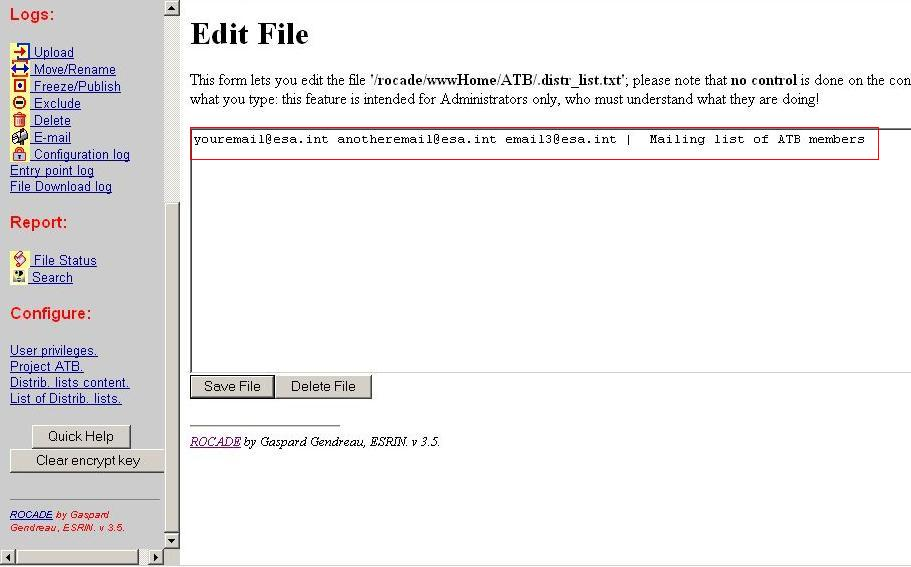 Logs:
Upload
Move/Rename
Freeze/Publish
Exclude
Delete
E-mail
Configuration log
Entry point log
File Download log
Report:
File Status
Search
Configure:
User privileges.
Project ATB.
Distrib. lists content.
List of Distrib. lists.
Quick Help
Clear encrypt key
ROCADE by Gaspard
Gendreau, ESRIN. v 3.5.
Edit File
This form lets you edit the file '/rocade/wwwHome/ATB/.distr_list.txt'; please note that no control is done on the con
what you type: this feature is intended for Administrators only, who must understand what they are doing!
youremail@esa.int anotheremail@esa.int email3@esa.int | Mailing list of ATB members
Save File
Delete File
ROCADE by Gaspard Gendreau, ESRIN. v 3.5.